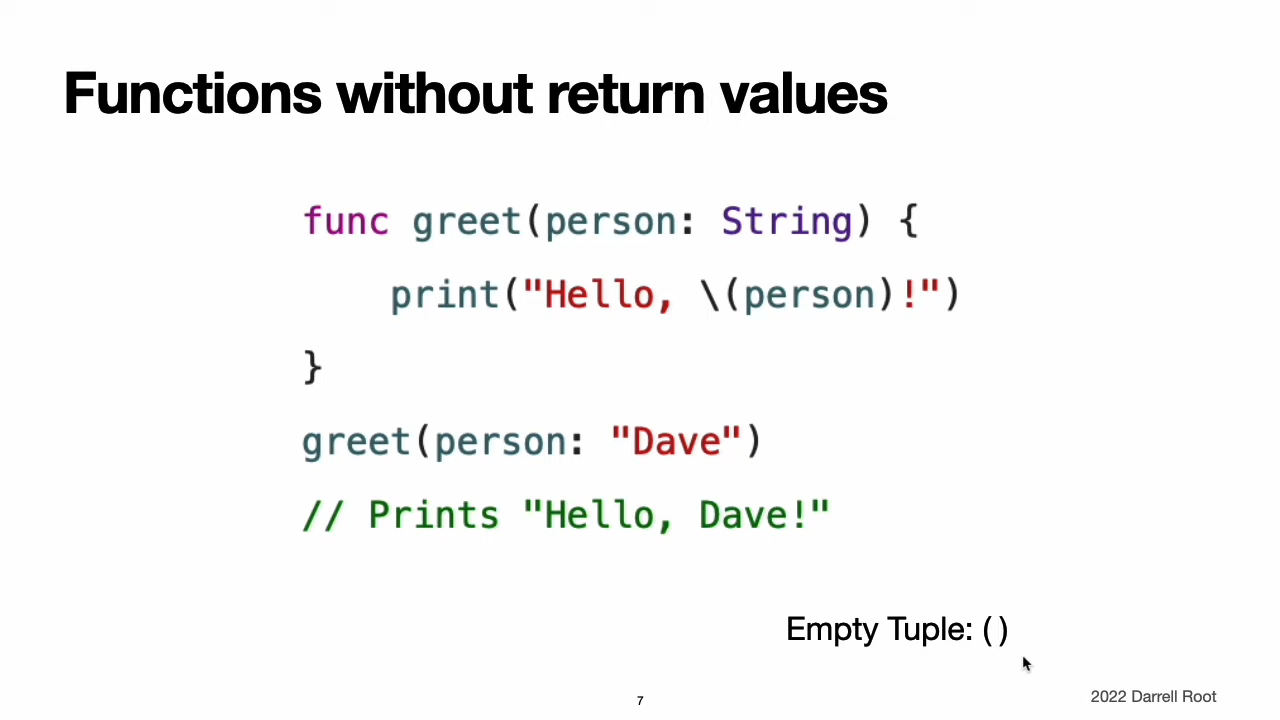 Functions without return values
func greet(person: String) {
    print("Hello, \(person)!")
}
greet(person: "Dave")
// Prints "Hello, Dave!"
Empty Tuple: ( )
7
2022 Darrell Root